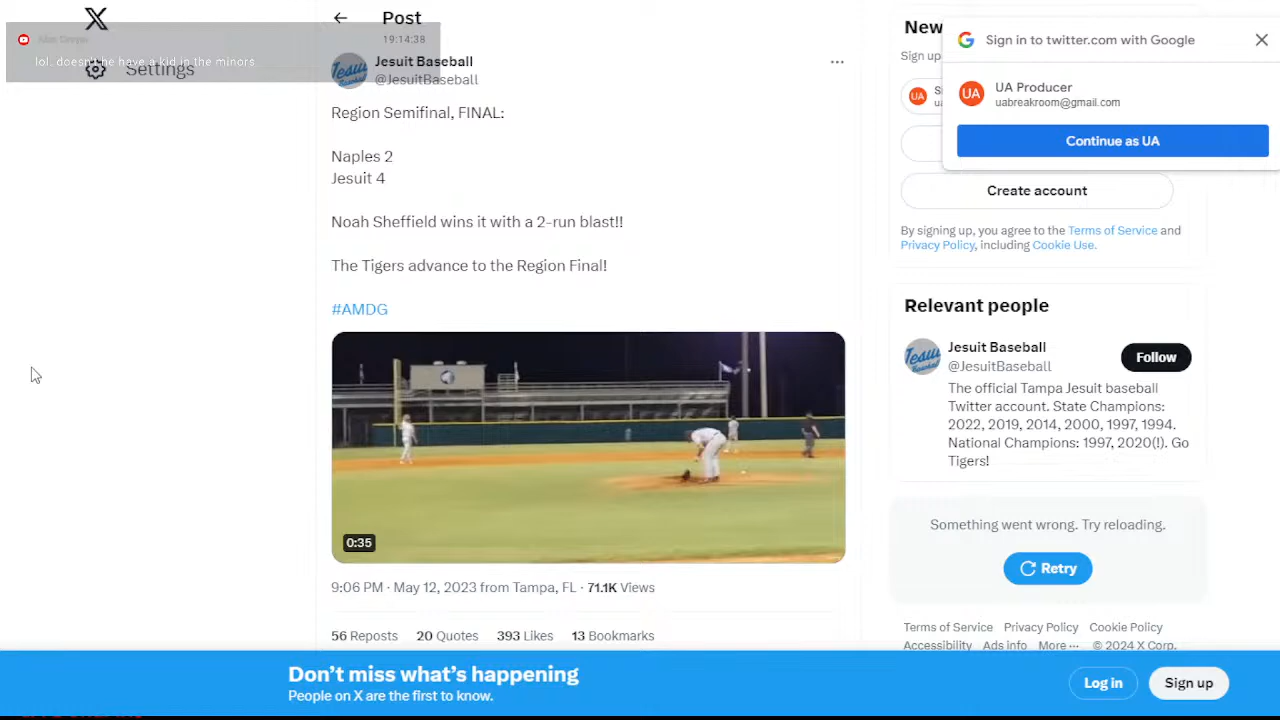 Post
19:14:38
lol. doesn't he have a kid in the minors.
Settings
Jesuit Baseball
@JesuitBaseball
Region Semifinal, FINAL:
Naples 2
Jesuit 4
Noah Sheffield wins it with a 2-run blast!!
The Tigers advance to the Region Final!
#AMDG
0:35
9:06 PM · May 12, 2023 from Tampa, FL · 71.1K Views
56 Reposts 20 Quotes 393 Likes 13 Bookmarks
New
Sign up
UA
Sign in to twitter.com with Google
UA
UA Producer
uabreakroom@gmail.com
Continue as UA
Create account
By signing up, you agree to the Terms of Service and
Privacy Policy, including Cookie Use.
Relevant people
Jesuit Baseball
@JesuitBaseball
Follow
The official Tampa Jesuit baseball
Twitter account. State Champions:
2022, 2019, 2014, 2000, 1997, 1994.
National Champions: 1997, 2020(!). Go
Tigers!
Something went wrong. Try reloading.
Retry
Terms of Service Privacy Policy Cookie Policy
Accessibility Ads info More ··· © 2024 X Corp.
Don't miss what's happening
People on X are the first to know.
Log in
Sign up